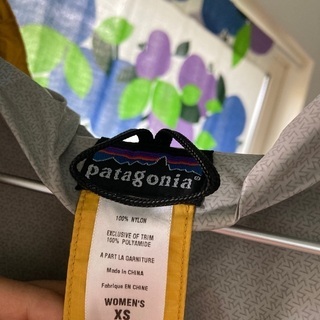 patagonia®
100% NYLON
EXCLUSIVE OF TRIM
100% POLYAMIDE
A PART LA GARNITURE
Made in CHINA
Fabriqué EN CHINE
WOMEN'S
XS